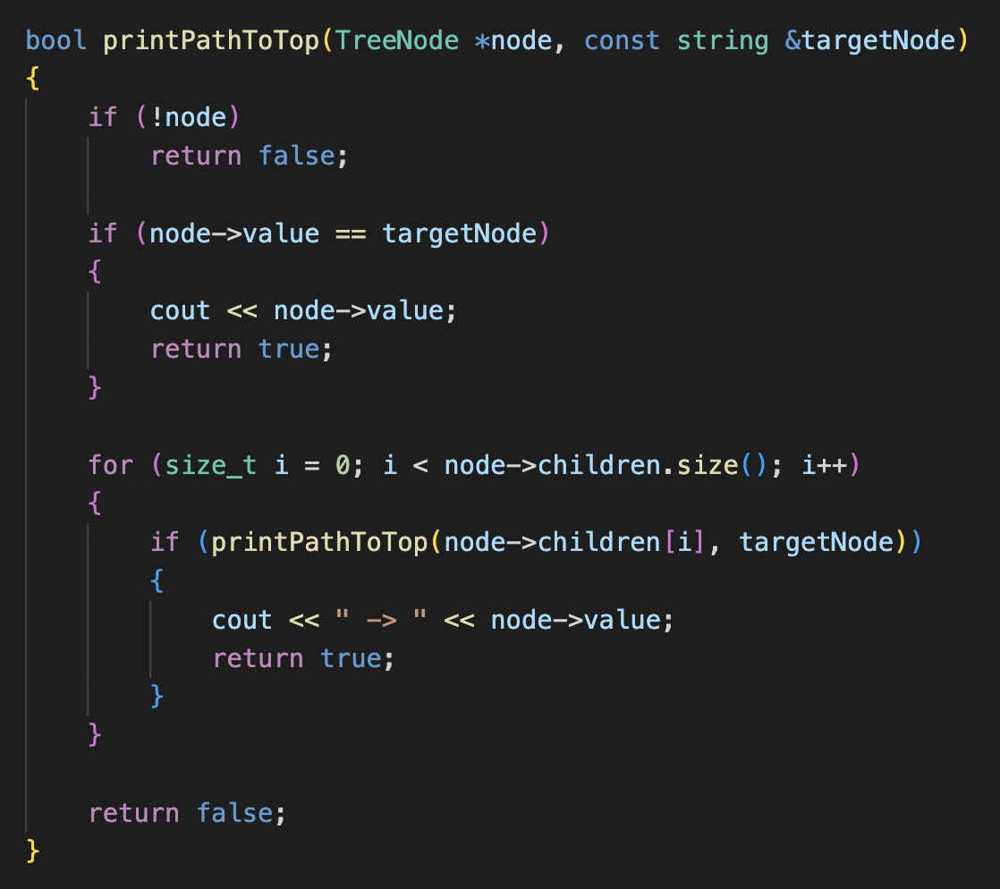 bool printPathToTop(TreeNode *node, const string &targetNode)
{
    if (!node)
        return false;

    if (node->value == targetNode)
    {
        cout << node->value;
        return true;
    }

    for (size_t i = 0; i < node->children.size(); i++)
    {
        if (printPathToTop(node->children[i], targetNode))
        {
            cout << " -> " << node->value;
            return true;
        }
    }

    return false;
}